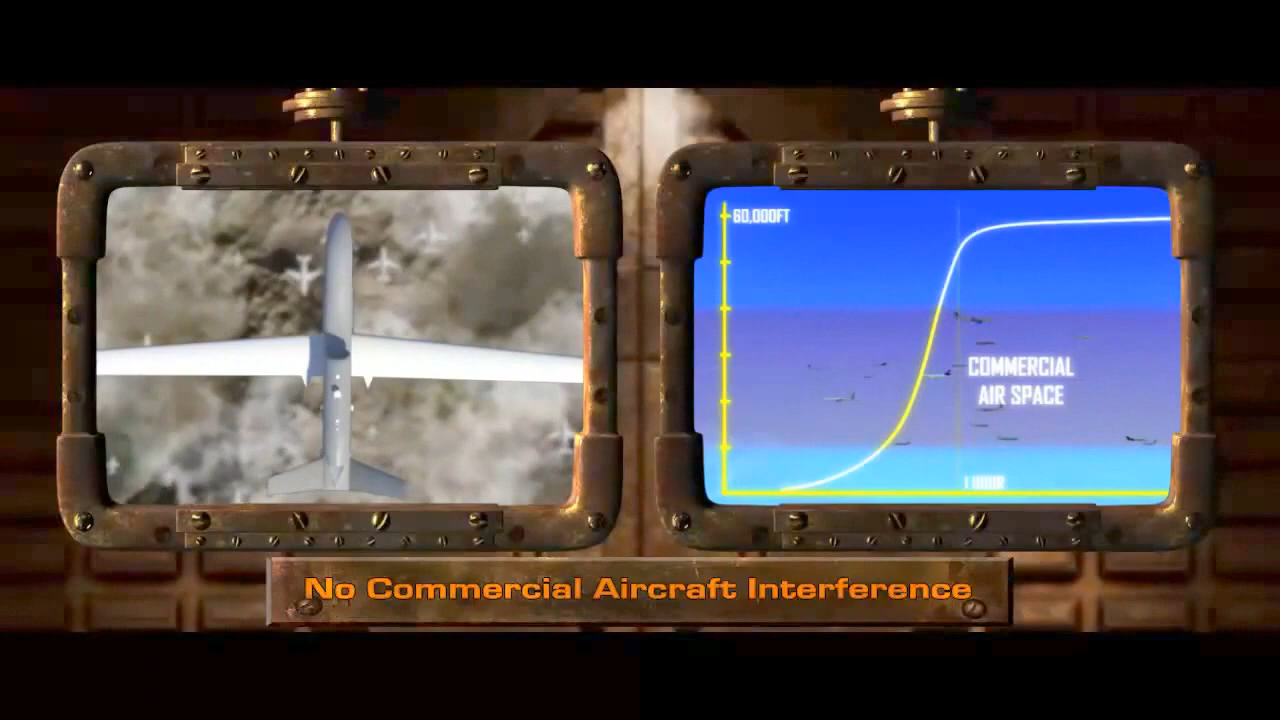 60,000FT
COMMERCIAL
AIR SPACE
1 HOUR
No Commercial Aircraft Interference